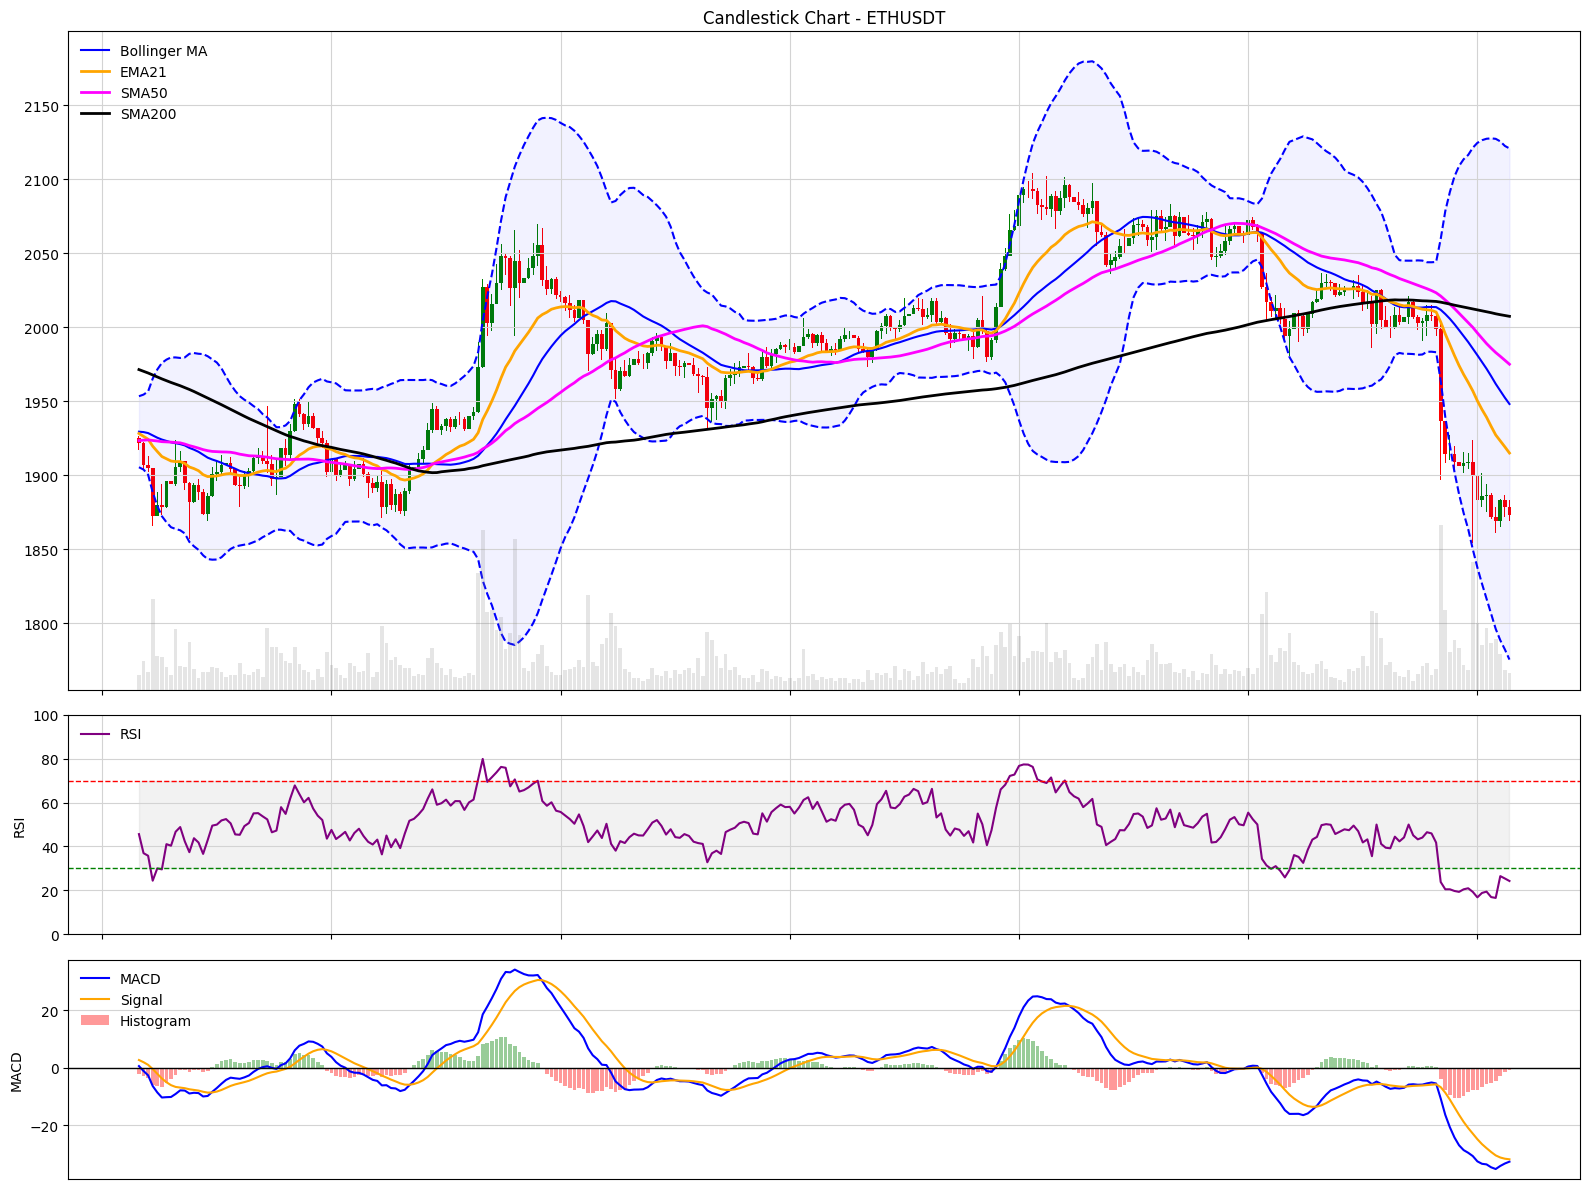 Candlestick Chart - ETHUSDT
Bollinger MA
EMA21
SMA50
SMA200
2150
2100
2050
2000
1950
1900
1850
1800
RSI
100
80
60
40
20
0
RSI
MACD
Signal
Histogram
20
0
−20
MACD